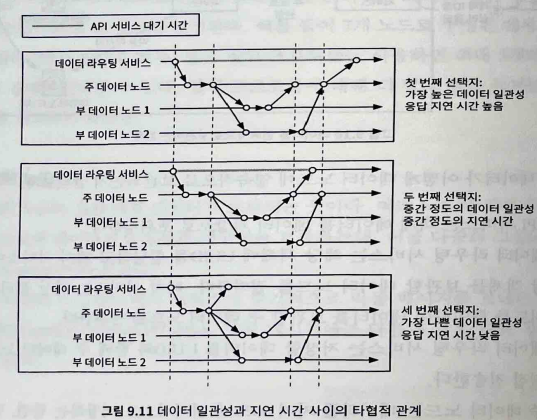 API 서비스 대기 시간
데이터 라우팅 서비스
주 데이터 노드
부 데이터 노드 1
부 데이터 노드 2
첫 번째 선택지:
가장 높은 데이터 일관성
응답 지연 시간 높음
데이터 라우팅 서비스
주 데이터 노드
부 데이터 노드 1
부 데이터 노드 2
두 번째 선택지:
중간 정도의 데이터 일관성
중간 정도의 지연 시간
데이터 라우팅 서비스
주 데이터 노드
부 데이터 노드 1
부 데이터 노드 2
세 번째 선택지:
가장 나쁜 데이터 일관성
응답 지연 시간 낮음
그림 9.11 데이터 일관성과 지연 시간 사이의 타협적 관계